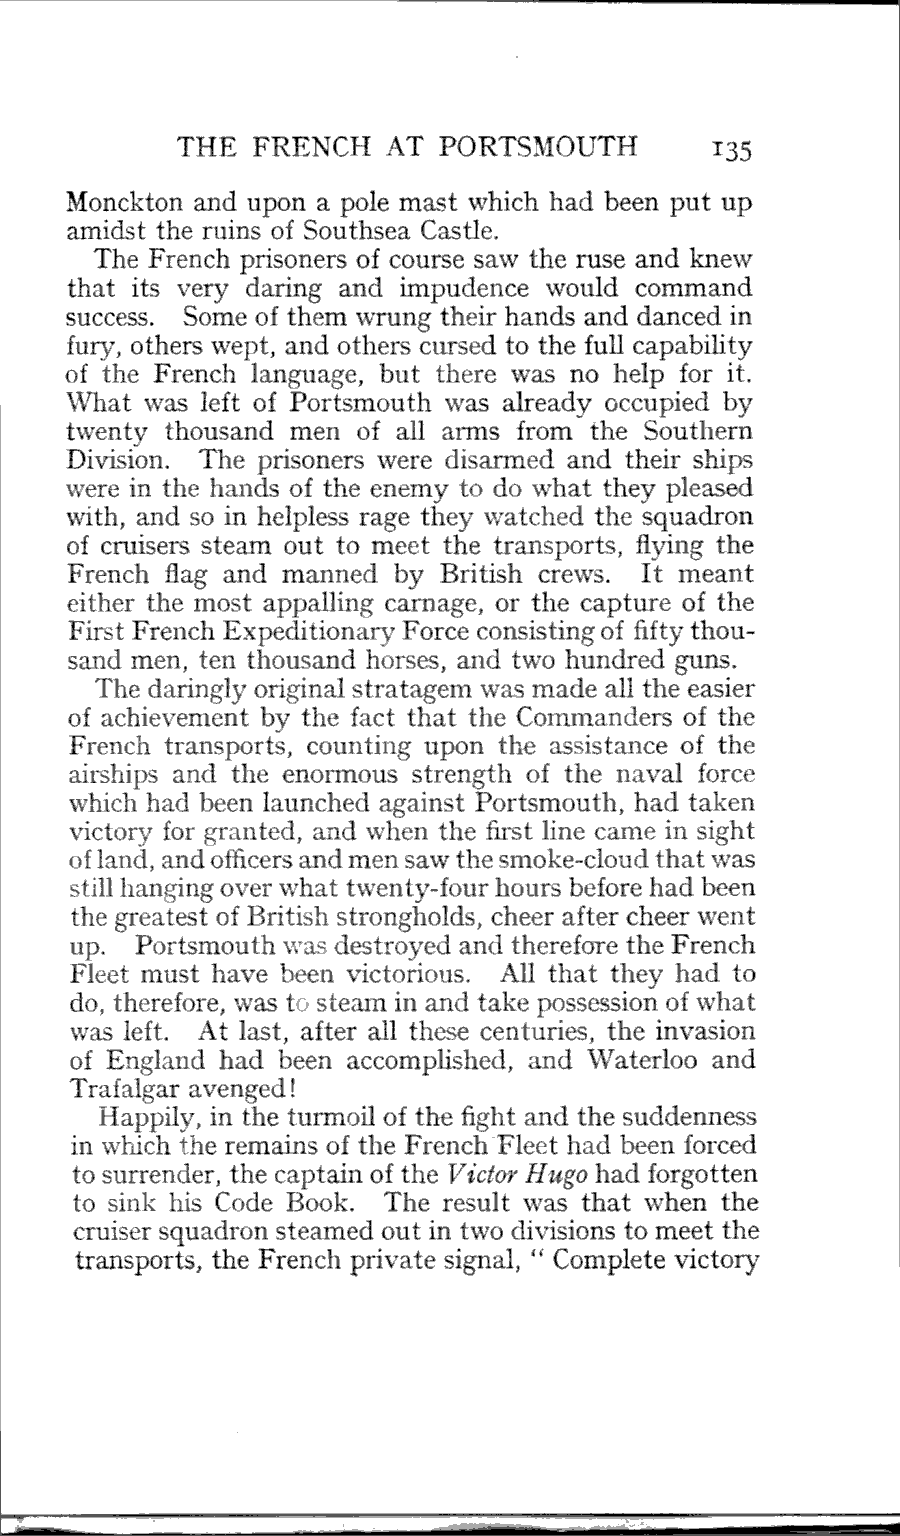 THE FRENCH AT PORTSMOUTH 135
Monckton and upon a pole mast which had been put up
amidst the ruins of Southsea Castle.
The French prisoners of course saw the ruse and knew
that its very daring and impudence would command
success. Some of them wrung their hands and danced in
fury, others wept, and others cursed to the full capability
of the French language, but there was no help for it.
What was left of Portsmouth was already occupied by
twenty thousand men of all arms from the Southern
Division. The prisoners were disarmed and their ships
were in the hands of the enemy to do what they pleased
with, and so in helpless rage they watched the squadron
of cruisers steam out to meet the transports, flying the
French flag and manned by British crews. It meant
either the most appalling carnage, or the capture of the
First French Expeditionary Force consisting of fifty thou-
sand men, ten thousand horses, and two hundred guns.
The daringly original stratagem was made all the easier
of achievement by the fact that the Commanders of the
French transports, counting upon the assistance of the
airships and the enormous strength of the naval force
which had been launched against Portsmouth, had taken
victory for granted, and when the first line came in sight
of land, and officers and men saw the smoke-cloud that was
still hanging over what twenty-four hours before had been
the greatest of British strongholds, cheer after cheer went
up. Portsmouth was destroyed and therefore the French
Fleet must have been victorious. All that they had to
do, therefore, was to steam in and take possession of what
was left. At last, after all these centuries, the invasion
of England had been accomplished, and Waterloo and
Trafalgar avenged!
Happily, in the turmoil of the fight and the suddenness
in which the remains of the French Fleet had been forced
to surrender, the captain of the Victor Hugo had forgotten
to sink his Code Book. The result was that when the
cruiser squadron steamed out in two divisions to meet the
transports, the French private signal, " Complete victory